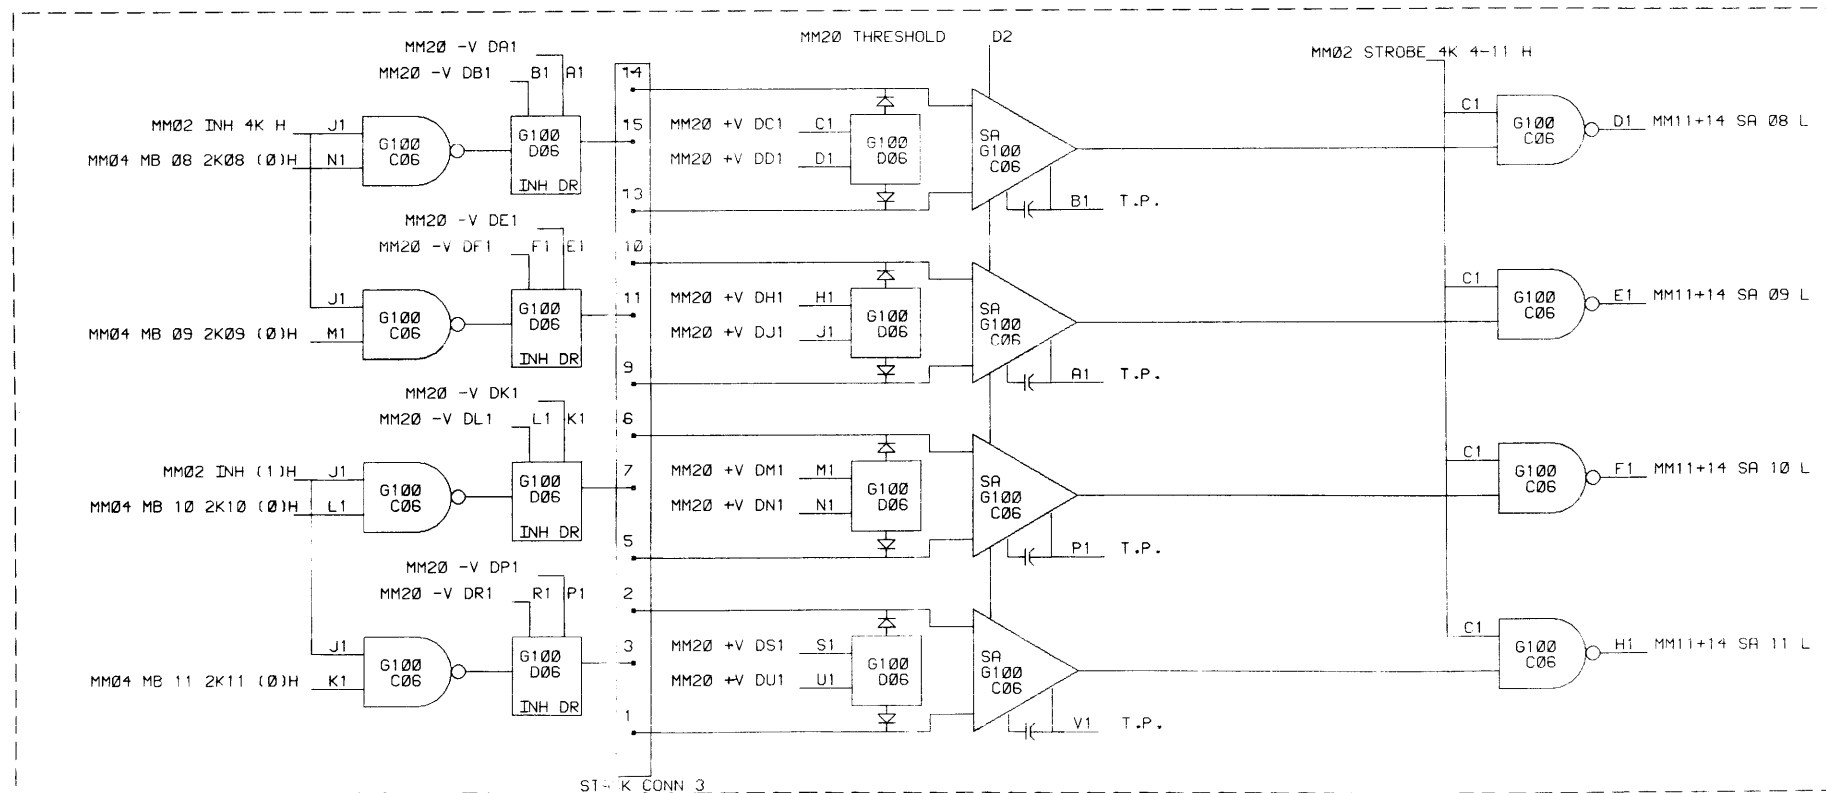 MM20 THRESHOLD D2
MM02 STROBE 4K 4-11 H
MM20 -V DA1
MM20 -V DB1 B1 A1 14
MM02 INH 4K H J1
MM04 MB 08 2K08 (0)H N1
G100
C06
G100
D06
INH DR
15
13
MM20 +V DC1 C1
MM20 +V DD1 D1
G100
D06
SA
G100
C06
B1 T.P.
C1
G100
C06
D1 MM11+14 SA 08 L
MM20 -V DE1
MM20 -V DF1 F1 E1 10
J1
MM04 MB 09 2K09 (0)H M1
G100
C06
G100
D06
INH DR
11
9
MM20 +V DH1 H1
MM20 +V DJ1 J1
G100
D06
SA
G100
C06
A1 T.P.
C1
G100
C06
E1 MM11+14 SA 09 L
MM20 -V DK1
MM20 -V DL1 L1 K1 6
MM02 INH (1)H J1
MM04 MB 10 2K10 (0)H L1
G100
C06
G100
D06
INH DR
7
5
MM20 +V DM1 M1
MM20 +V DN1 N1
G100
D06
SA
G100
C06
P1 T.P.
C1
G100
C06
F1 MM11+14 SA 10 L
MM20 -V DP1
MM20 -V DR1 R1 P1 2
J1
MM04 MB 11 2K11 (0)H K1
G100
C06
G100
D06
INH DR
3
1
MM20 +V DS1 S1
MM20 +V DU1 U1
G100
D06
SA
G100
C06
V1 T.P.
C1
G100
C06
H1 MM11+14 SA 11 L
CONN 3